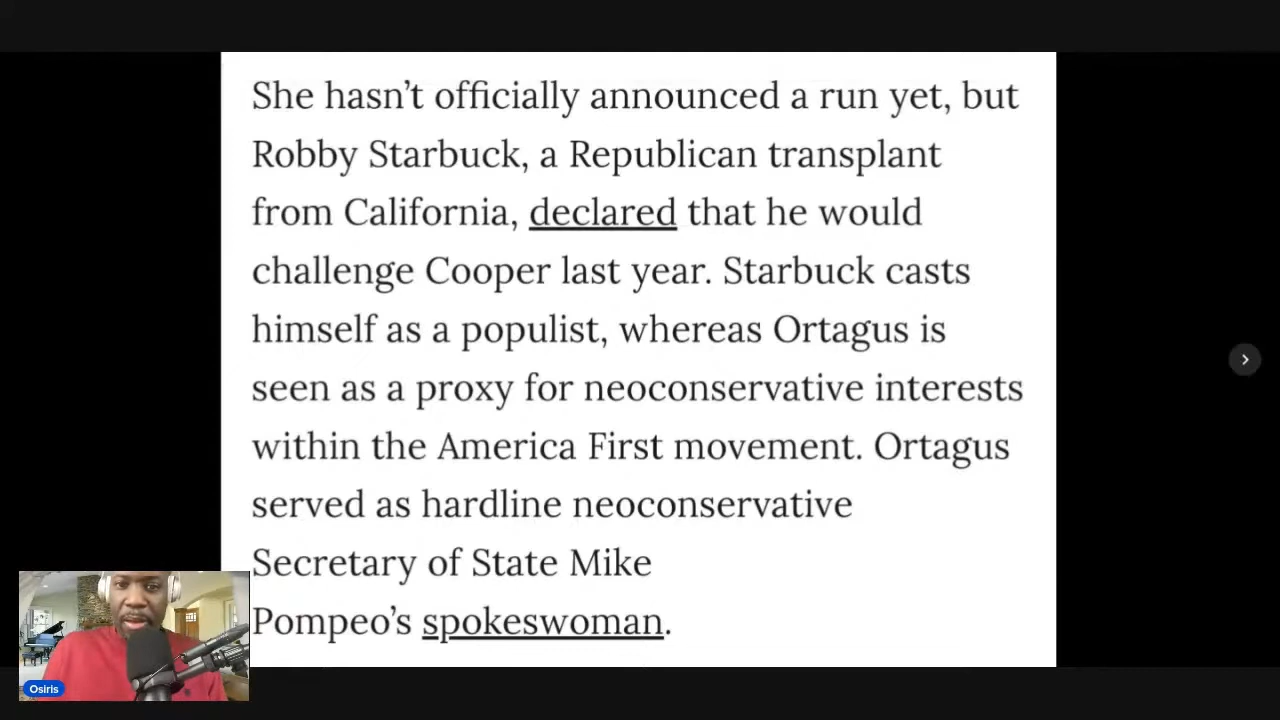 She hasn’t officially announced a run yet, but
Robby Starbuck, a Republican transplant
from California, declared that he would
challenge Cooper last year. Starbuck casts
himself as a populist, whereas Ortagus is
seen as a proxy for neoconservative interests
within the America First movement. Ortagus
served as hardline neoconservative
Secretary of State Mike
Pompeo’s spokeswoman.
Osiris